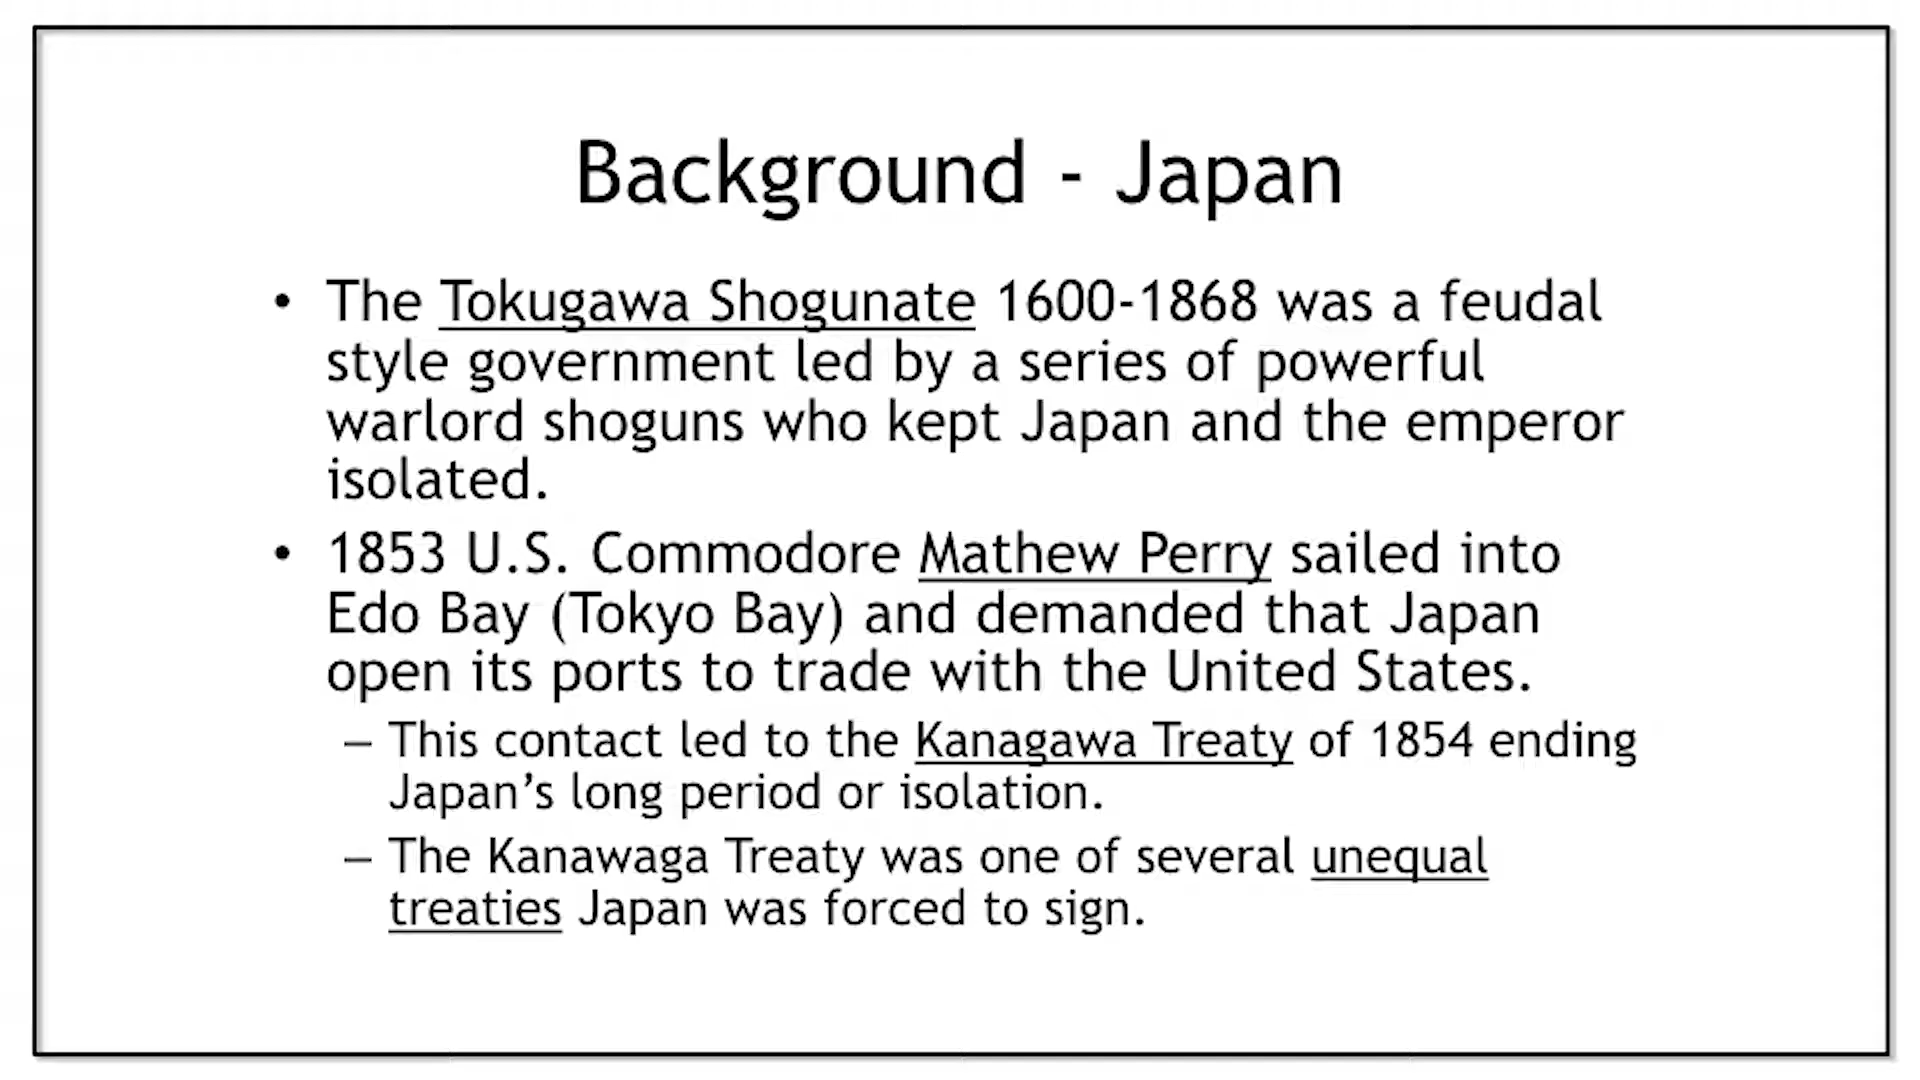 Background - Japan
• The Tokugawa Shogunate 1600-1868 was a feudal
style government led by a series of powerful
warlord shoguns who kept Japan and the emperor
isolated.
• 1853 U.S. Commodore Mathew Perry sailed into
Edo Bay (Tokyo Bay) and demanded that Japan
open its ports to trade with the United States.
– This contact led to the Kanagawa Treaty of 1854 ending
Japan’s long period or isolation.
– The Kanawaga Treaty was one of several unequal
treaties Japan was forced to sign.